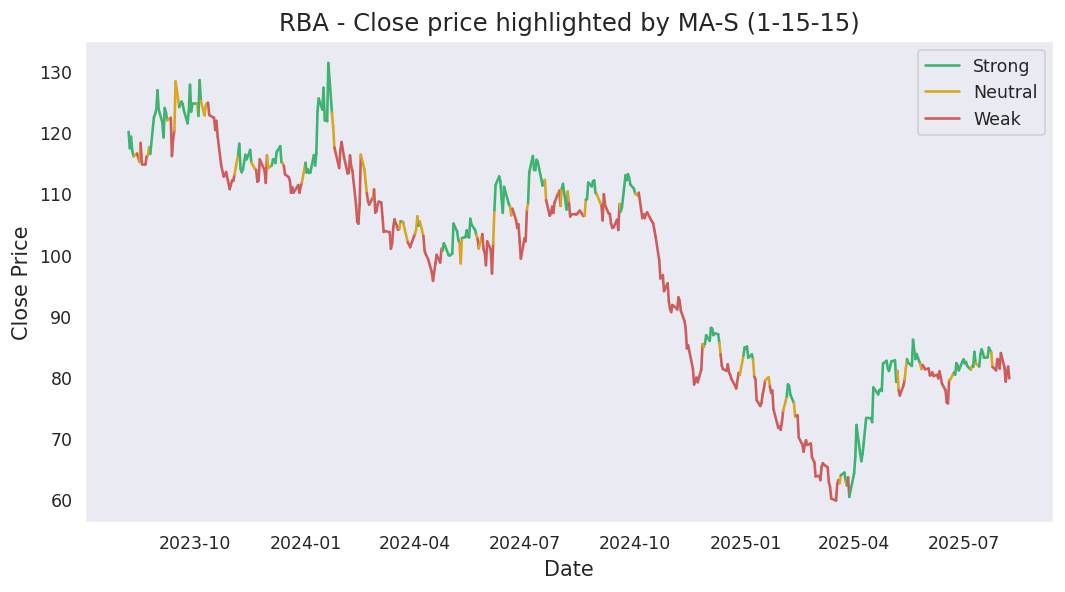 RBA - Close price highlighted by MA-S (1-15-15)
Strong
Neutral
Weak
Close Price
130
120
110
100
90
80
70
60
2023-10
2024-01
2024-04
2024-07
2024-10
2025-01
2025-04
2025-07
Date